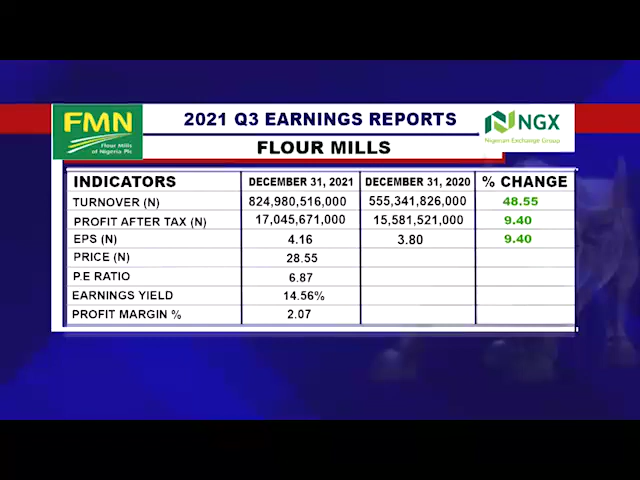 FMN
Flour Mills
of Nigeria Plc
2021 Q3 EARNINGS REPORTS
FLOUR MILLS
NGX
Nigerian Exchange Group
INDICATORS DECEMBER 31, 2021 DECEMBER 31, 2020 % CHANGE
TURNOVER (N) 824,980,516,000 555,341,826,000 48.55
PROFIT AFTER TAX (N) 17,045,671,000 15,581,521,000 9.40
EPS (N) 4.16 3.80 9.40
PRICE (N) 28.55
P.E RATIO 6.87
EARNINGS YIELD 14.56%
PROFIT MARGIN % 2.07